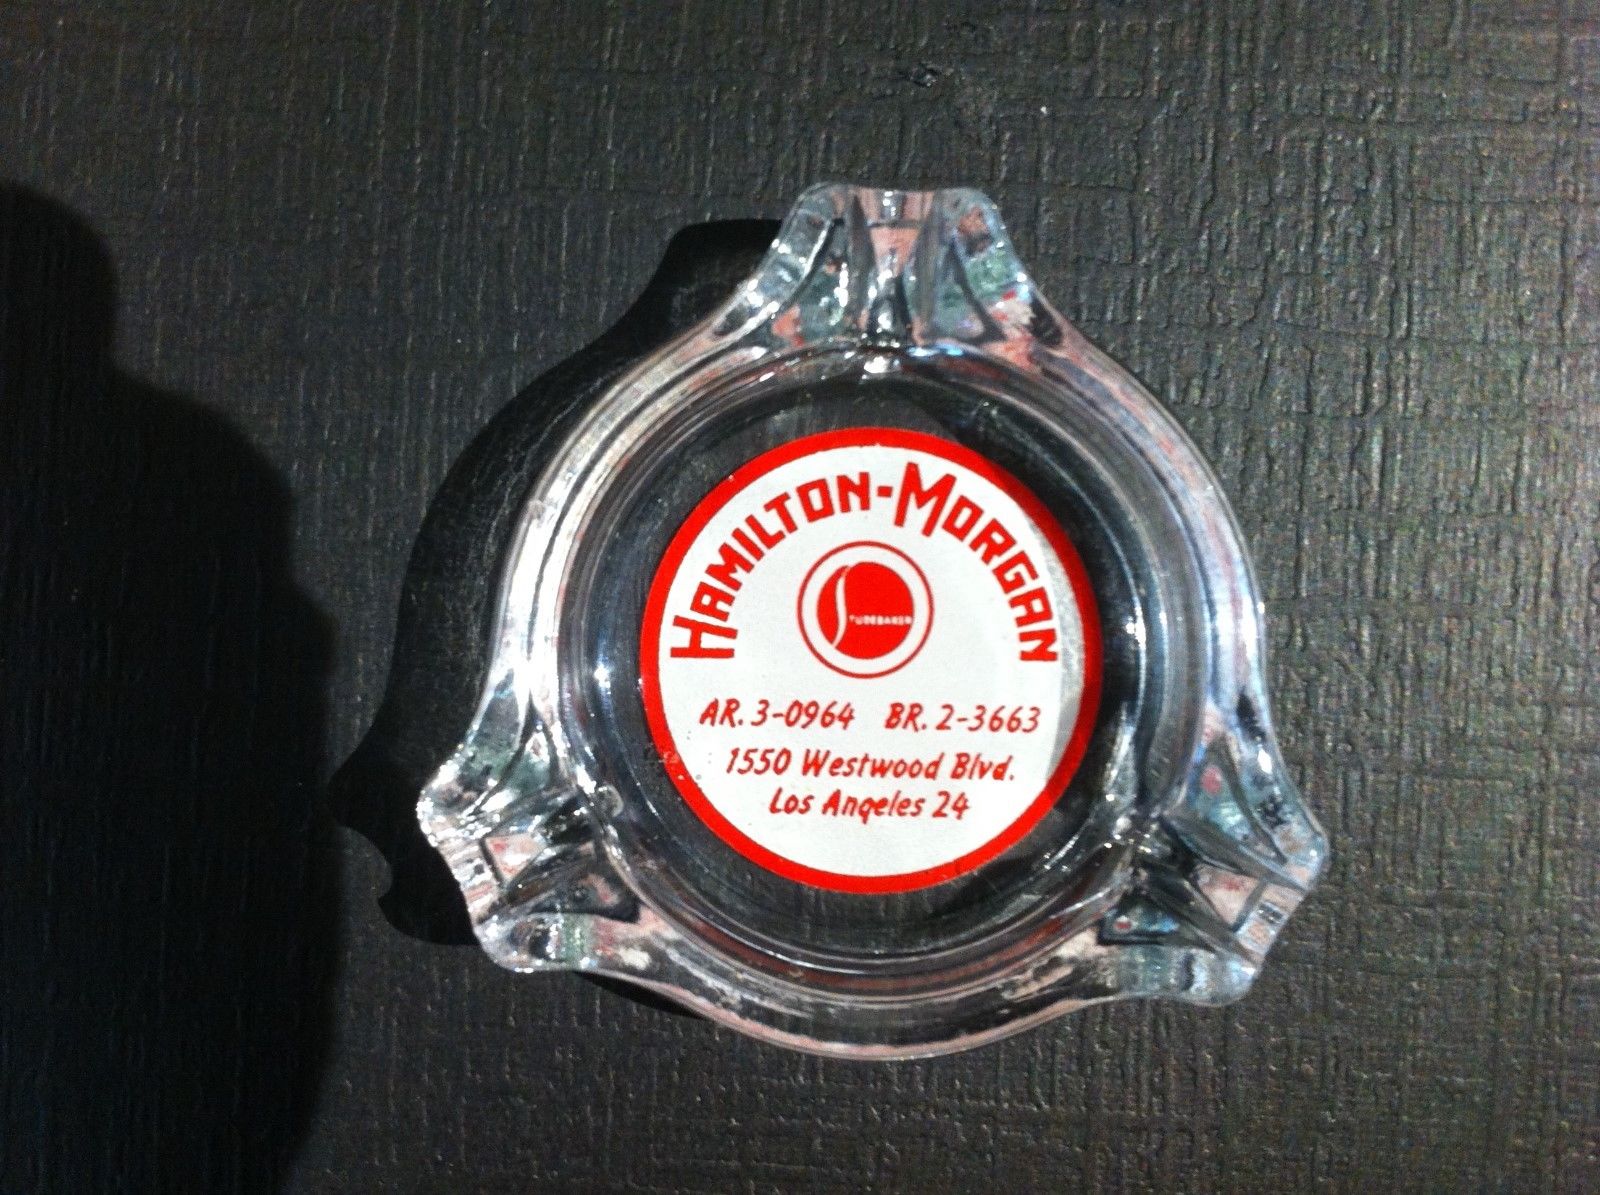 HAMILTON-MORGAN
STUDEBAKER
AR. 3-0964 BR. 2-3663
1550 Westwood Blvd.
Los Angeles 24